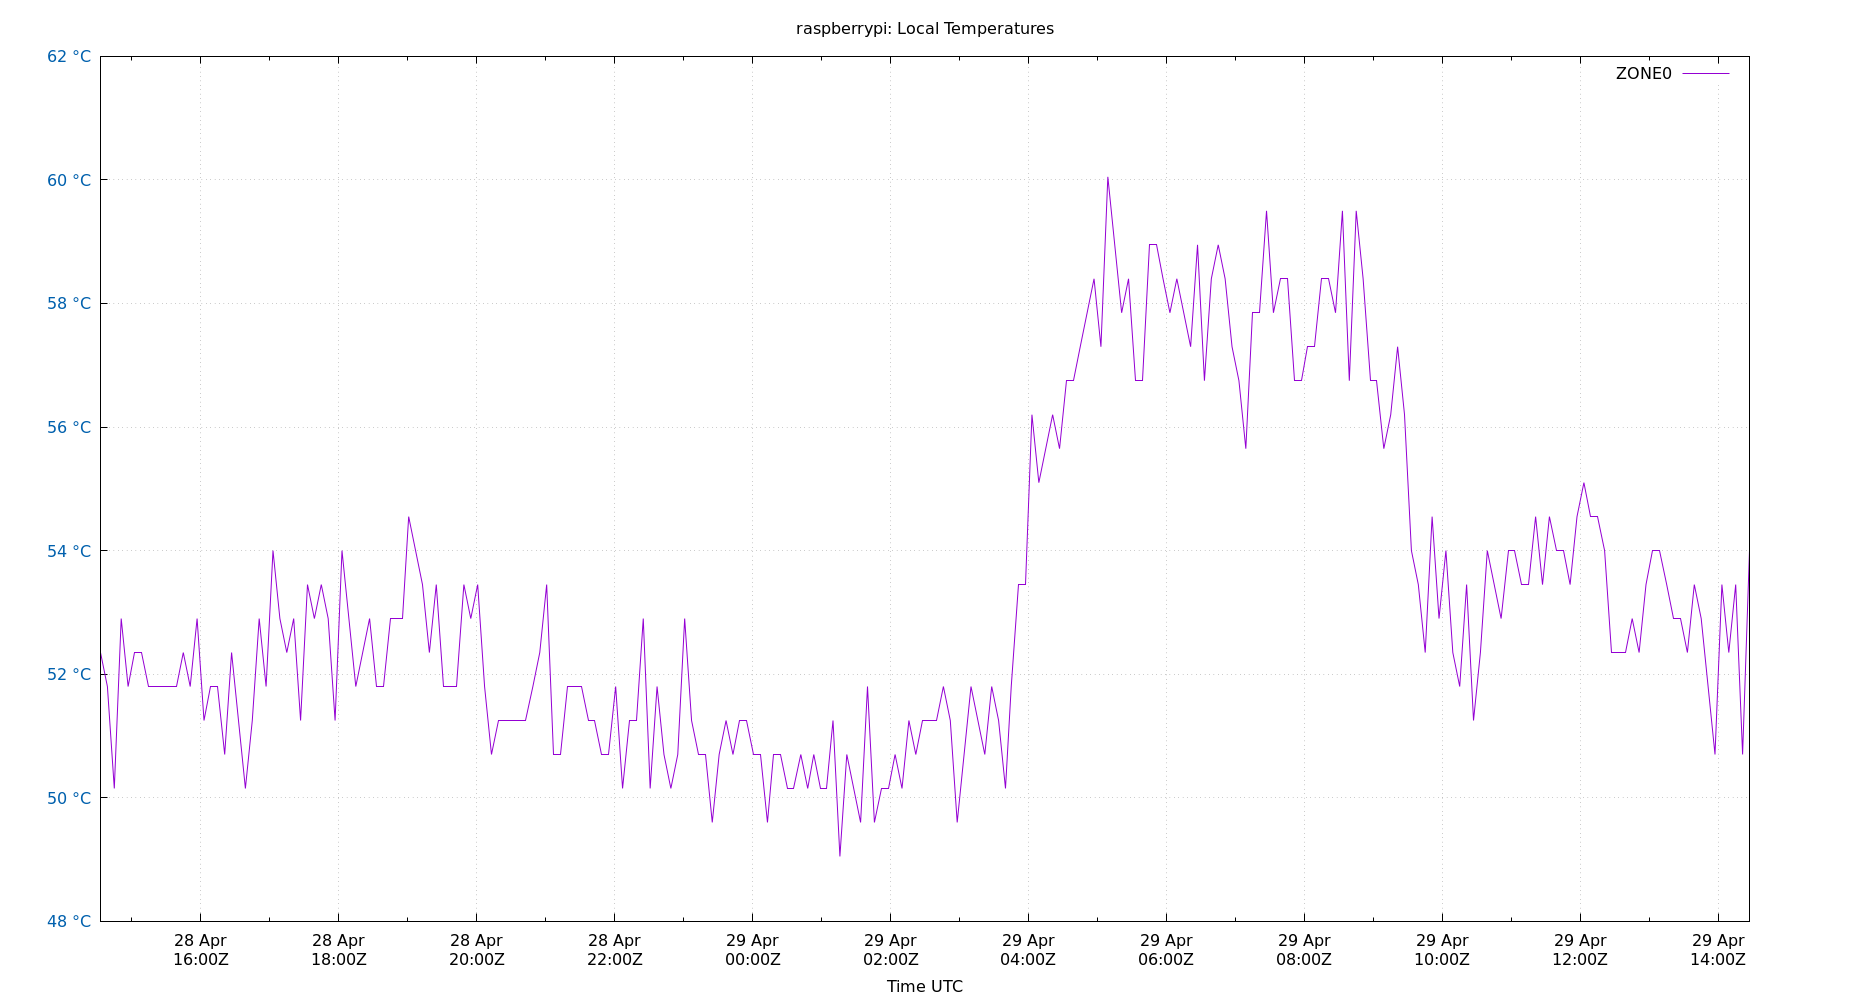 raspberrypi: Local Temperatures
62 °C
ZONE0
60 °C
58 °C
56 °C
54 °C
52 °C
50 °C
48 °C
28 Apr 28 Apr 28 Apr 28 Apr 29 Apr 29 Apr 29 Apr 29 Apr 29 Apr 29 Apr 29 Apr 29 Apr
16:00Z 18:00Z 20:00Z 22:00Z 00:00Z 02:00Z 04:00Z 06:00Z 08:00Z 10:00Z 12:00Z 14:00Z
Time UTC